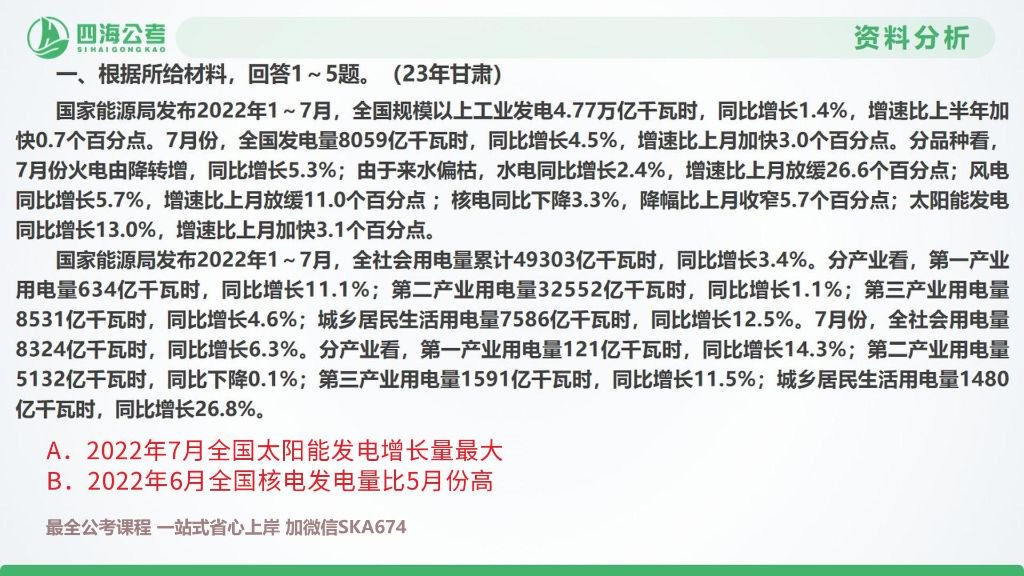 四海公考
SIHAIGONGKAO
资料分析
一、根据所给材料，回答1～5题。（23年甘肃）
国家能源局发布2022年1～7月，全国规模以上工业发电4.77万亿千瓦时，同比增长1.4%，增速比上半年加
快0.7个百分点。7月份，全国发电量8059亿千瓦时，同比增长4.5%，增速比上月加快3.0个百分点。分品种看，
7月份火电由降转增，同比增长5.3%；由于来水偏枯，水电同比增长2.4%，增速比上月放缓26.6个百分点；风电
同比增长5.7%，增速比上月放缓11.0个百分点 ；核电同比下降3.3%，降幅比上月收窄5.7个百分点；太阳能发电
同比增长13.0%，增速比上月加快3.1个百分点。
国家能源局发布2022年1～7月，全社会用电量累计49303亿千瓦时，同比增长3.4%。分产业看，第一产业
用电量634亿千瓦时，同比增长11.1%；第二产业用电量32552亿千瓦时，同比增长1.1%；第三产业用电量
8531亿千瓦时，同比增长4.6%；城乡居民生活用电量7586亿千瓦时，同比增长12.5%。7月份，全社会用电量
8324亿千瓦时，同比增长6.3%。分产业看，第一产业用电量121亿千瓦时，同比增长14.3%；第二产业用电量
5132亿千瓦时，同比下降0.1%；第三产业用电量1591亿千瓦时，同比增长11.5%；城乡居民生活用电量1480
亿千瓦时，同比增长26.8%。
A．2022年7月全国太阳能发电增长量最大
B．2022年6月全国核电发电量比5月份高
最全公考课程 一站式省心上岸 加微信SKA674